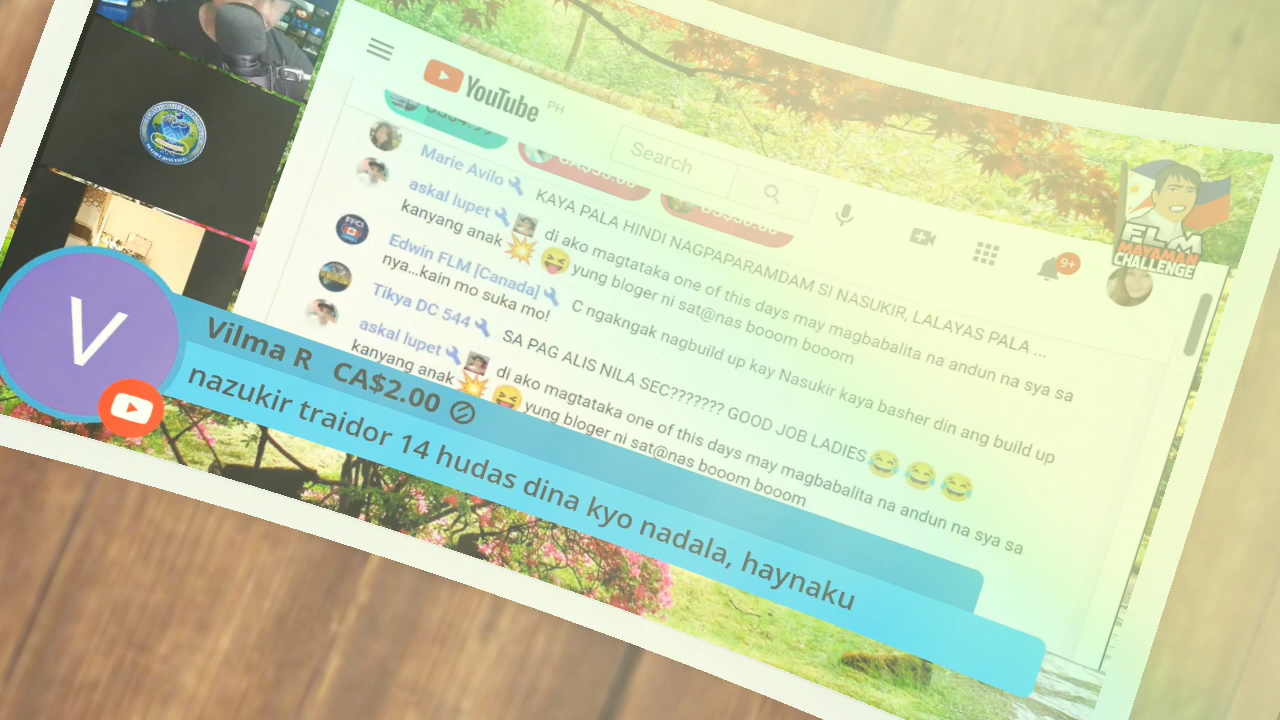 YouTube PH
Search
9+
FLM
MAYAMAN
CHALLENGE
Marie Avilo KAYA PALA HINDI NAGPAPARAMDAM SI NASUKIR, LALAYAS PALA ...
askal lupet di ako magtataka one of this days may magbabalita na andun na sya sa
kanyang anak yung bloger ni sat@nas booom booom
Edwin FLM [Canada] C ngakngak nagbuild up kay Nasukir kaya basher din ang build up
nya...kain mo suka mo!
Tikya DC 544 SA PAG ALIS NILA SEC??????? GOOD JOB LADIES
askal lupet di ako magtataka one of this days may magbabalita na andun na sya sa
kanyang anak yung bloger ni sat@nas booom booom
V
Vilma R CA$2.00
nazukir traidor 14 hudas dina kyo nadala, haynaku